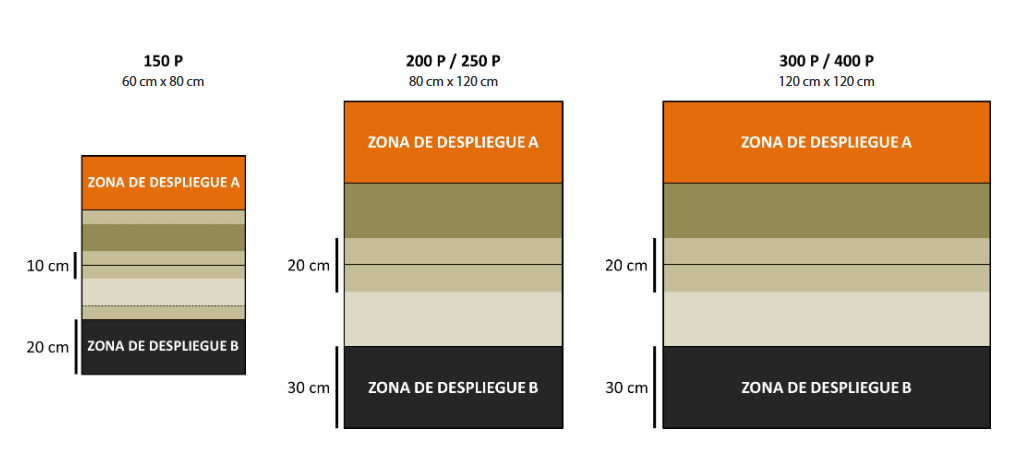 150 P
60 cm x 80 cm
ZONA DE DESPLIEGUE A
10 cm
20 cm
ZONA DE DESPLIEGUE B
200 P / 250 P
80 cm x 120 cm
ZONA DE DESPLIEGUE A
20 cm
30 cm
ZONA DE DESPLIEGUE B
300 P / 400 P
120 cm x 120 cm
ZONA DE DESPLIEGUE A
20 cm
30 cm
ZONA DE DESPLIEGUE B